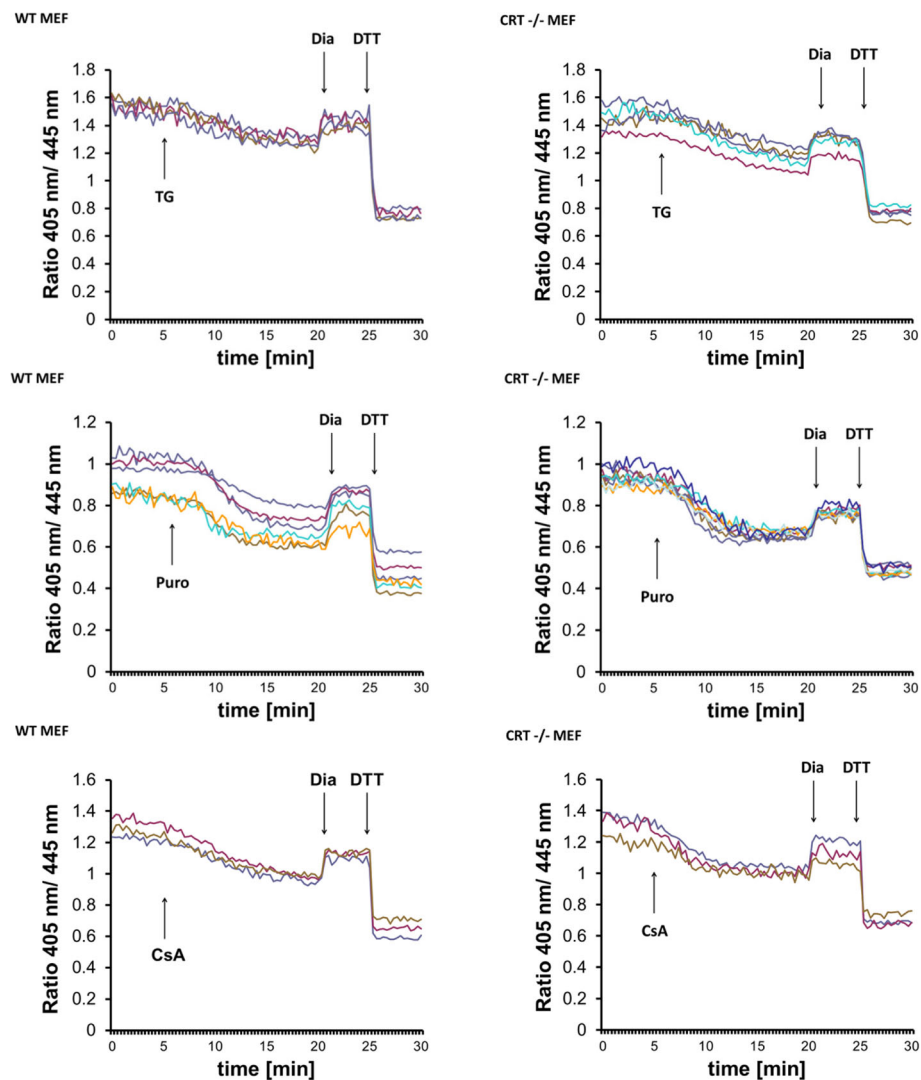 WT MEF
Dia DTT
1.8
1.6
1.4
1.2
1
0.8
0.6
0.4
0.2
0
Ratio 405 nm/ 445 nm
TG
0 5 10 15 20 25 30
time [min]
CRT -/- MEF
Dia DTT
1.8
1.6
1.4
1.2
1
0.8
0.6
0.4
0.2
0
Ratio 405 nm/ 445 nm
TG
0 5 10 15 20 25 30
time [min]
WT MEF
Dia DTT
1.2
1
0.8
0.6
0.4
0.2
0
Ratio 405 nm/ 445 nm
Puro
0 5 10 15 20 25 30
time [min]
CRT -/- MEF
Dia DTT
1.2
1
0.8
0.6
0.4
0.2
0
Ratio 405 nm/ 445 nm
Puro
0 5 10 15 20 25 30
time [min]
WT MEF
Dia DTT
1.6
1.4
1.2
1.0
0.8
0.6
0.4
0.2
0
Ratio 405 nm/ 445 nm
CsA
0 5 10 15 20 25 30
time [min]
CRT -/- MEF
Dia DTT
1.6
1.4
1.2
1.0
0.8
0.6
0.4
0.2
0
Ratio 405 nm/ 445 nm
CsA
0 5 10 15 20 25 30
time [min]